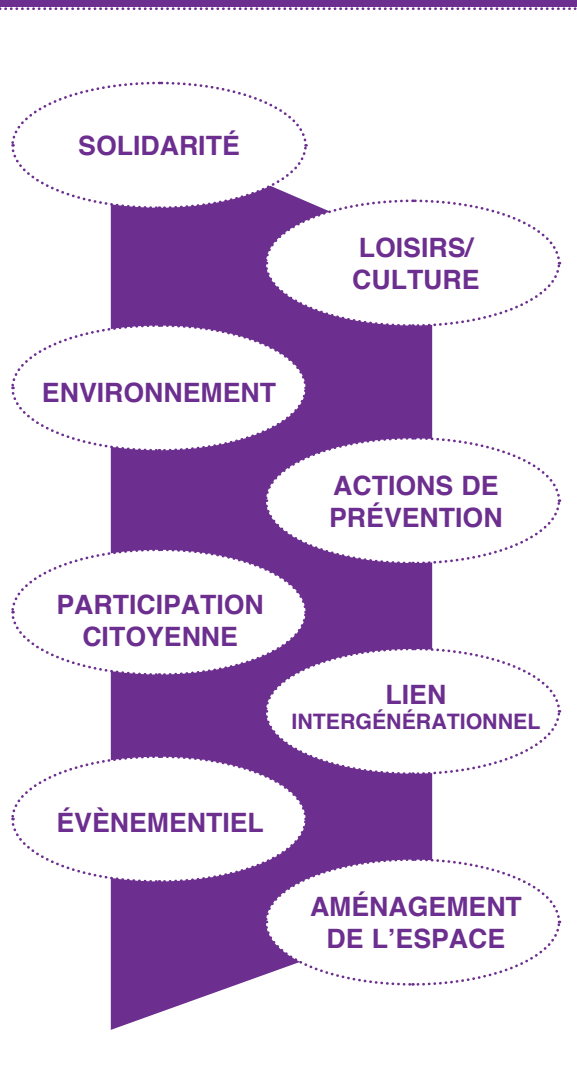 SOLIDARITÉ
LOISIRS/
CULTURE
ENVIRONNEMENT
ACTIONS DE
PRÉVENTION
PARTICIPATION
CITOYENNE
LIEN
INTERGÉNÉRATIONNEL
ÉVÈNEMENTIEL
AMÉNAGEMENT
DE L’ESPACE